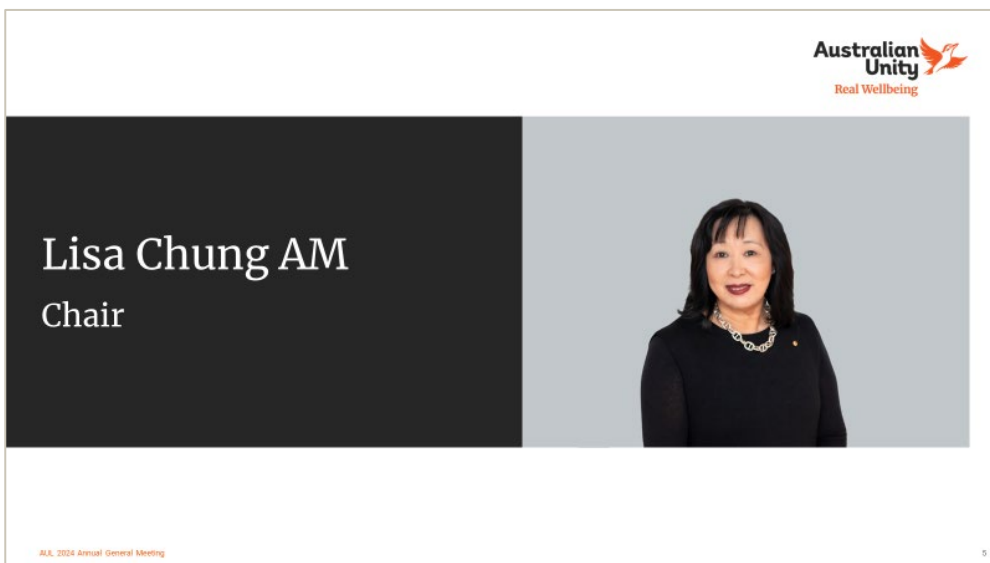 Australian
Unity
Real Wellbeing
Lisa Chung AM
Chair
AUL 2024 Annual General Meeting
5